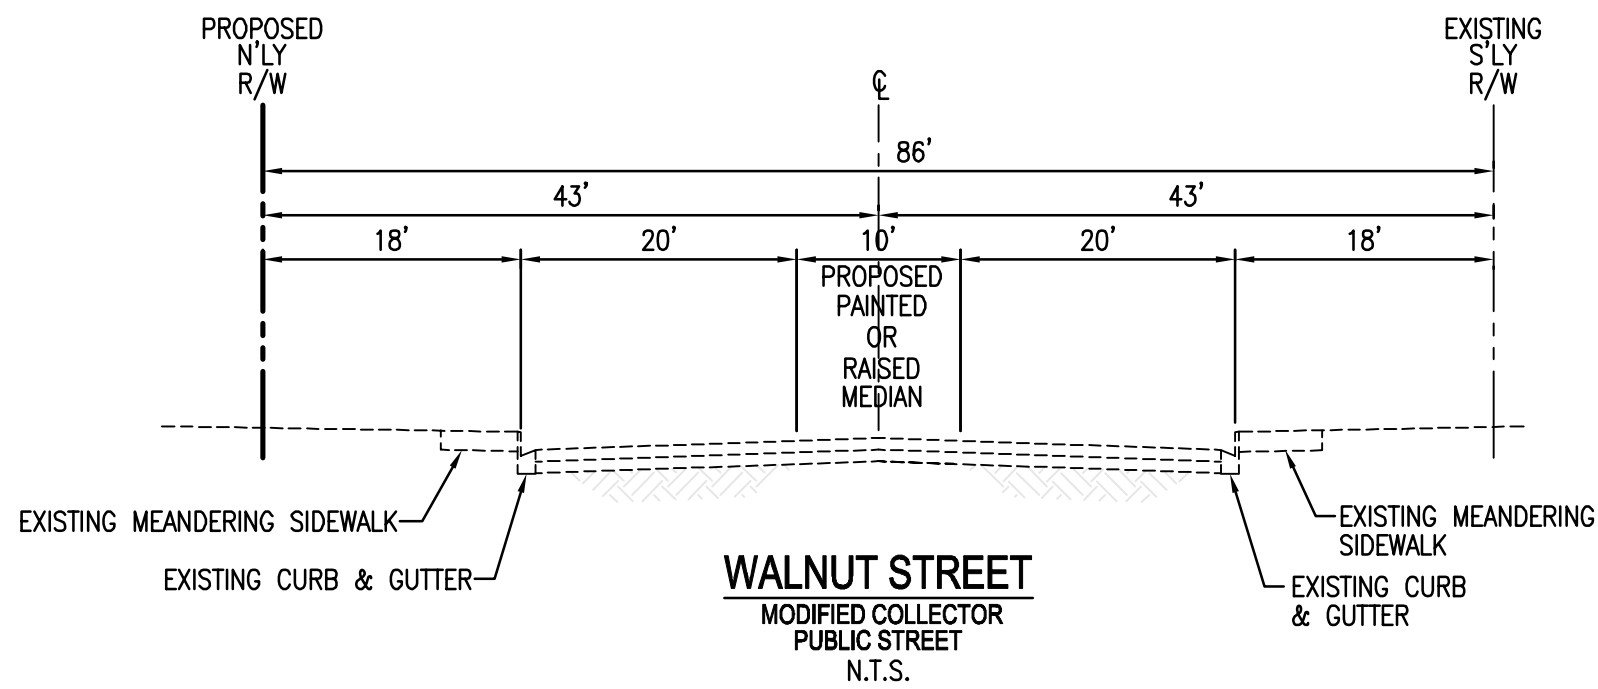 PROPOSED
N'LY
R/W
℄
EXISTING
S'LY
R/W
86'
43'
43'
18'
20'
10'
20'
18'
PROPOSED
PAINTED
OR
RAISED
MEDIAN
EXISTING MEANDERING SIDEWALK
EXISTING CURB & GUTTER
EXISTING MEANDERING
SIDEWALK
EXISTING CURB
& GUTTER
WALNUT STREET
MODIFIED COLLECTOR
PUBLIC STREET
N.T.S.